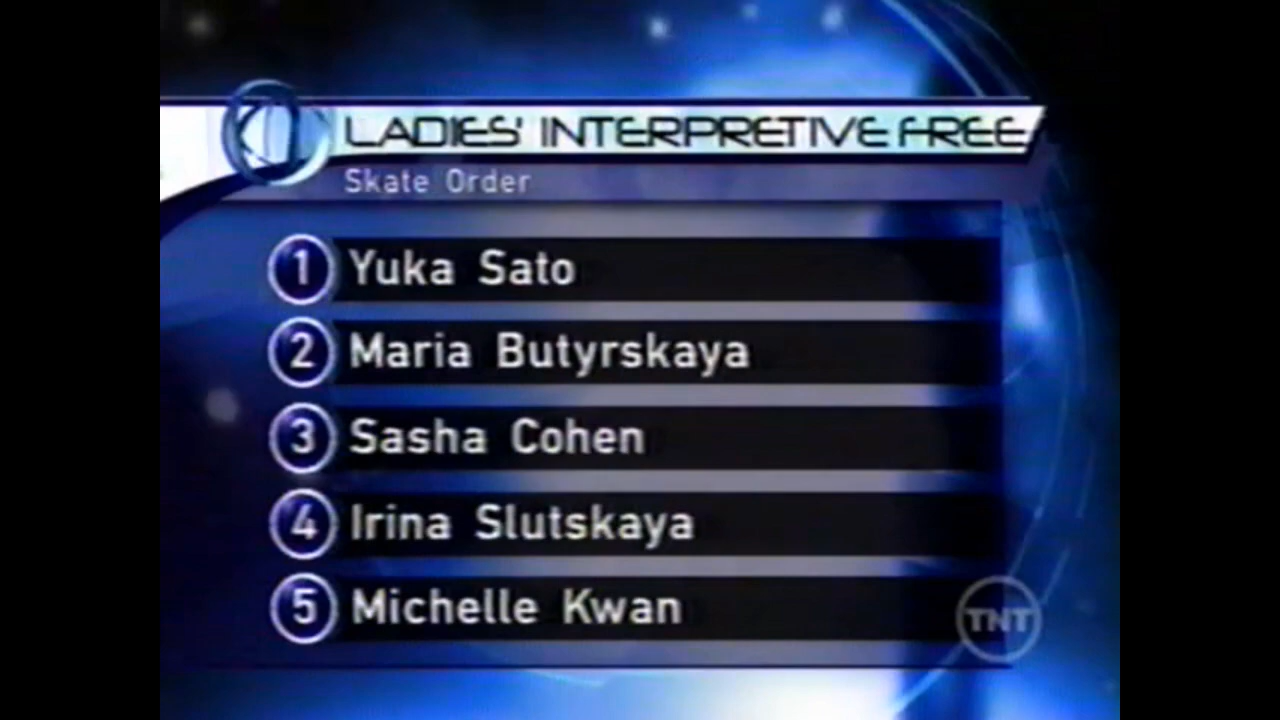 LADIES' INTERPRETIVE FREE
Skate Order
1 Yuka Sato
2 Maria Butyrskaya
3 Sasha Cohen
4 Irina Slutskaya
5 Michelle Kwan
TNT